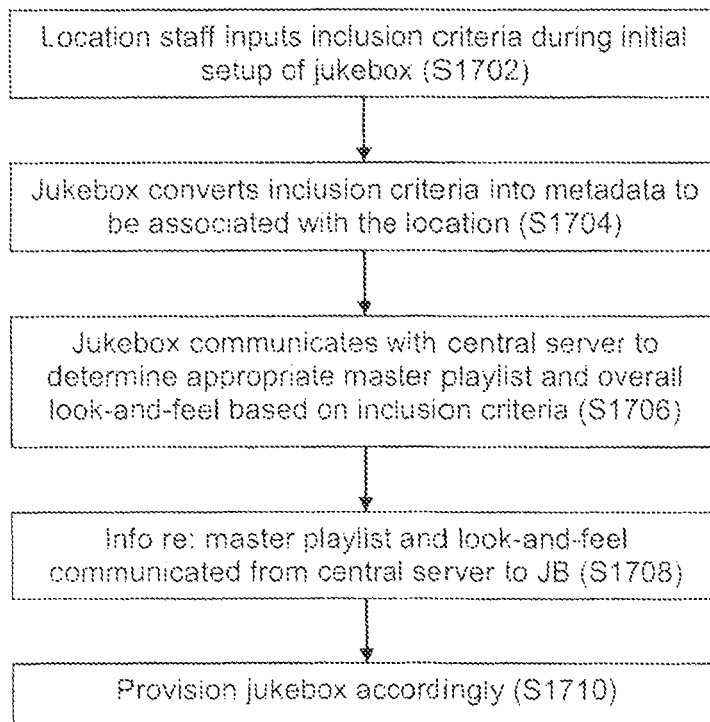 Location staff inputs inclusion criteria during initial
setup of jukebox (S1702)
Jukebox converts inclusion criteria into metadata to
be associated with the location (S1704)
Jukebox communicates with central server to
determine appropriate master playlist and overall
look-and-feel based on inclusion criteria (S1706)
Info re: master playlist and look-and-feel
communicated from central server to JB (S1708)
Provision jukebox accordingly (S1710)